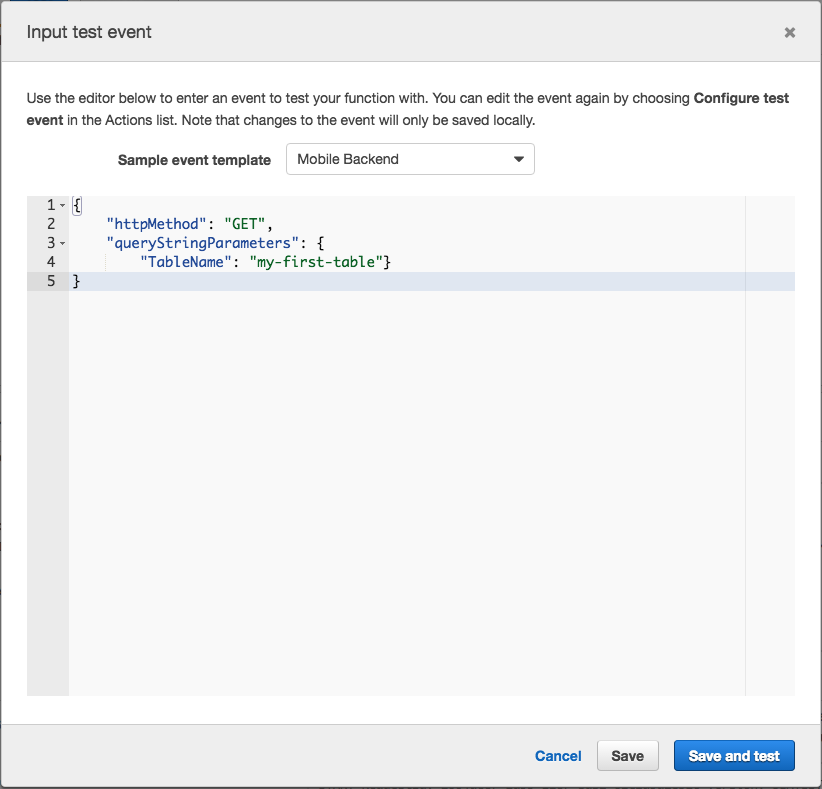 Input test event
Use the editor below to enter an event to test your function with. You can edit the event again by choosing Configure test
event in the Actions list. Note that changes to the event will only be saved locally.
Sample event template Mobile Backend
1 {
2 "httpMethod": "GET",
3 "queryStringParameters": {
4 "TableName": "my-first-table"}
5 }
Cancel Save Save and test